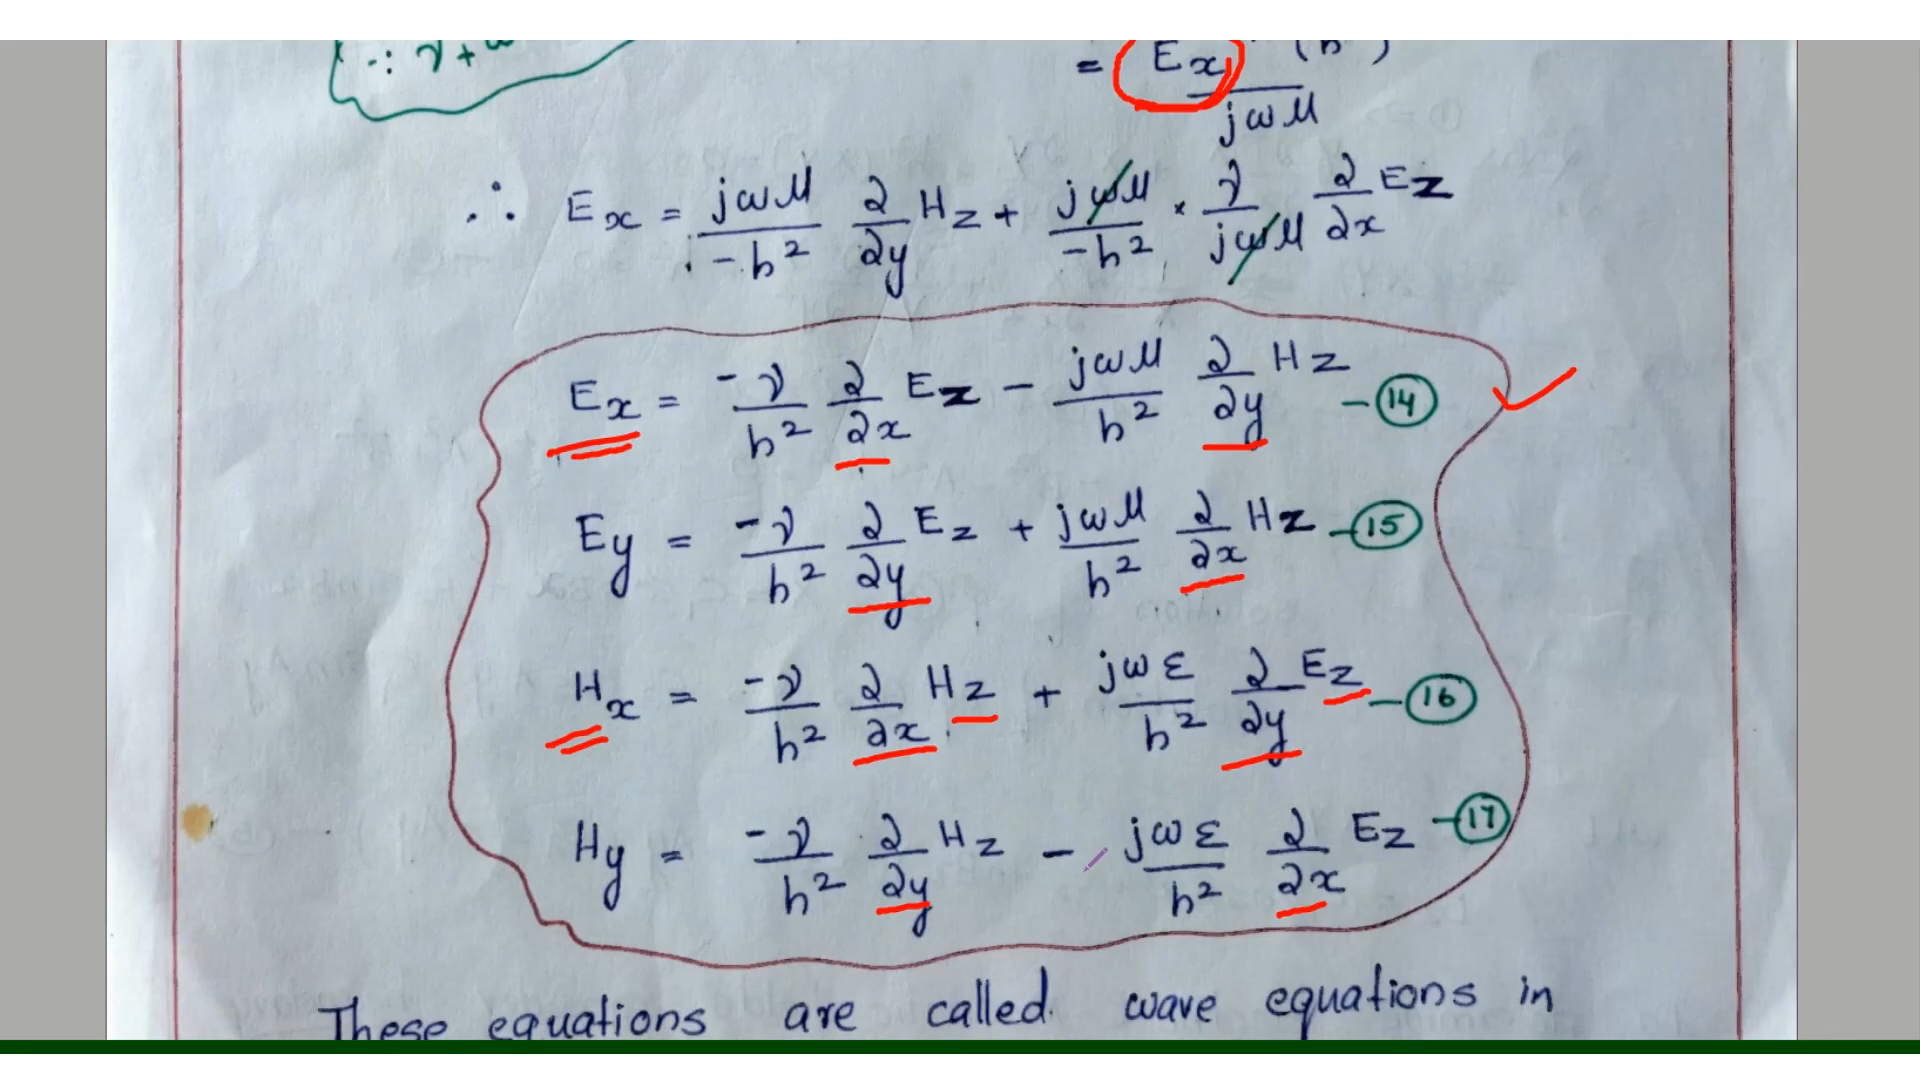 ∴ γ + ω
= Ex (h²)/jωμ
∴ Ex = jωμ/-h² ∂/∂y Hz + jωμ/-h² × γ/jωμ ∂/∂x Ez
Ex = -γ/h² ∂/∂x Ez - jωμ/h² ∂/∂y Hz - 14
Ey = -γ/h² ∂/∂y Ez + jωμ/h² ∂/∂x Hz - 15
Hx = -γ/h² ∂/∂x Hz + jωε/h² ∂/∂y Ez - 16
Hy = -γ/h² ∂/∂y Hz - jωε/h² ∂/∂x Ez - 17
These equations are called wave equations in